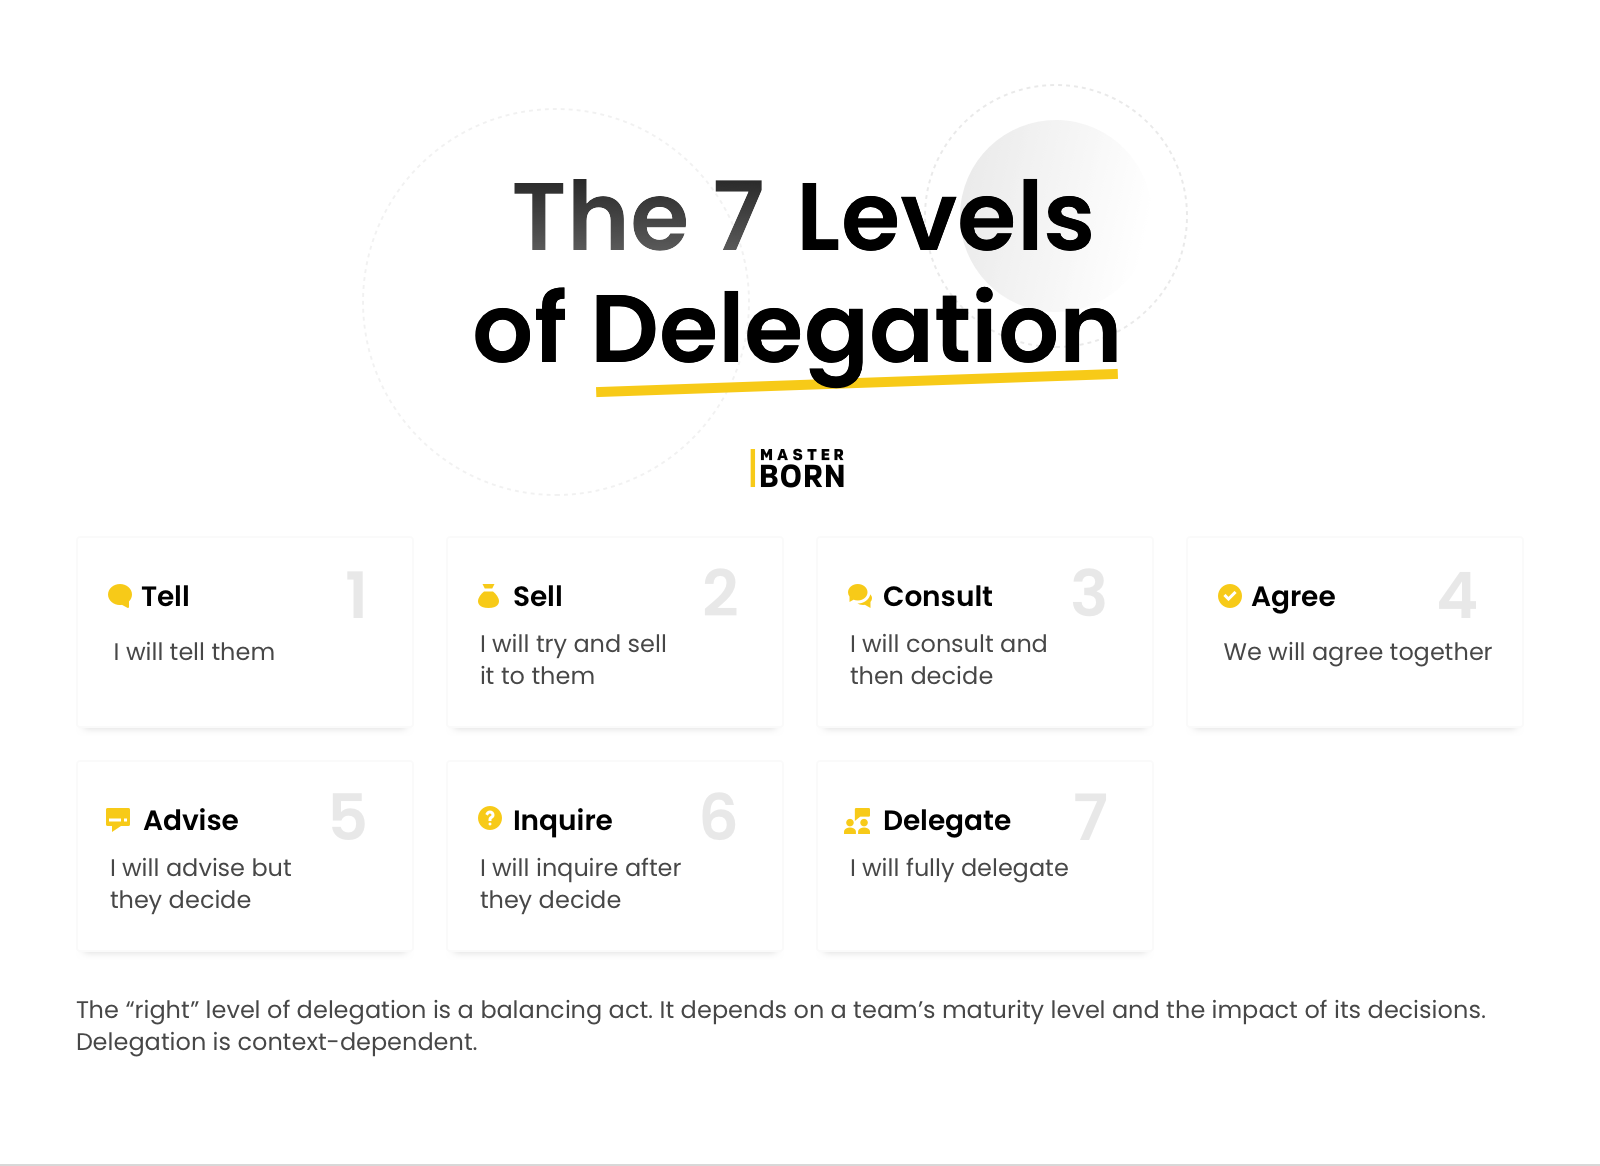 The 7 Levels
of Delegation
MASTER
BORN
Tell
1
I will tell them
Sell
2
I will try and sell
it to them
Consult
3
I will consult and
then decide
Agree
4
We will agree together
Advise
5
I will advise but
they decide
Inquire
6
I will inquire after
they decide
Delegate
7
I will fully delegate
The “right” level of delegation is a balancing act. It depends on a team’s maturity level and the impact of its decisions.
Delegation is context-dependent.